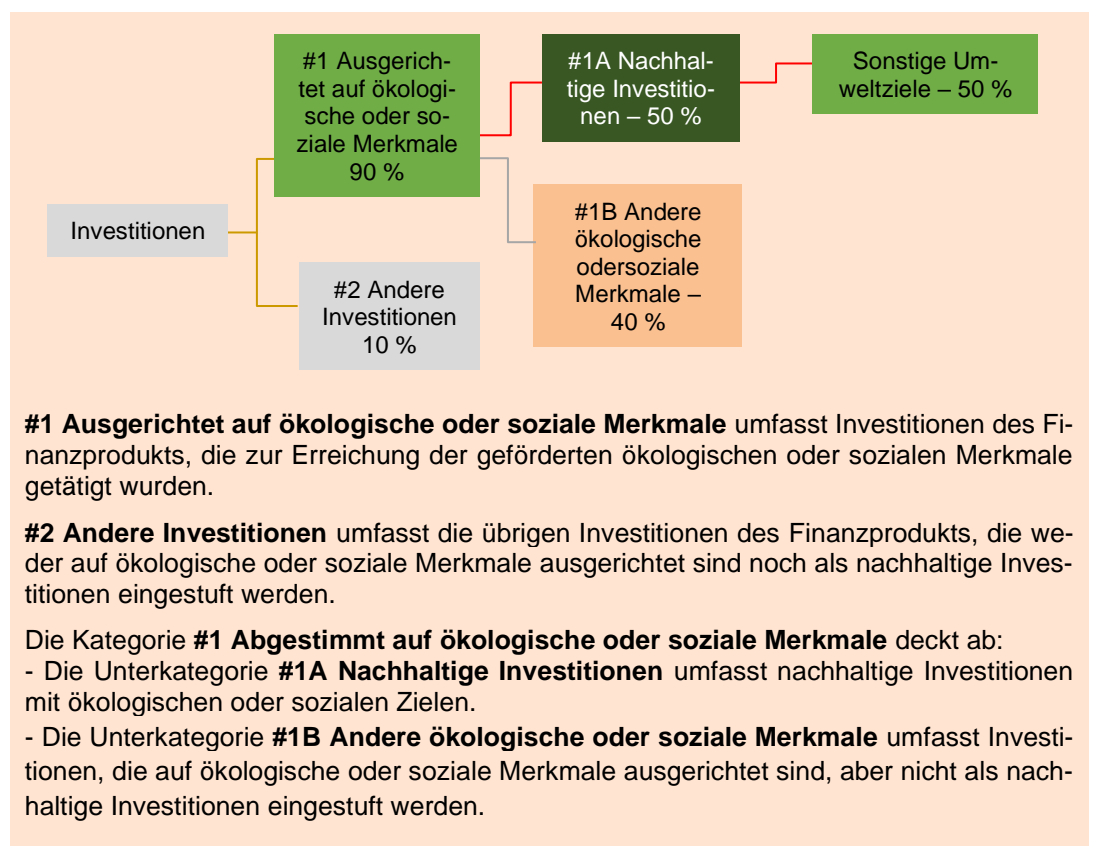 #1 Ausgerich-
tet auf ökologi-
sche oder so-
ziale Merkmale
90 %
#1A Nachhal-
tige Investitio-
nen – 50 %
Sonstige Um-
weltziele – 50 %
Investitionen
#1B Andere
ökologische
odersoziale
Merkmale –
40 %
#2 Andere
Investitionen
10 %
#1 Ausgerichtet auf ökologische oder soziale Merkmale umfasst Investitionen des Fi-
nanzprodukts, die zur Erreichung der geförderten ökologischen oder sozialen Merkmale
getätigt wurden.
#2 Andere Investitionen umfasst die übrigen Investitionen des Finanzprodukts, die we-
der auf ökologische oder soziale Merkmale ausgerichtet sind noch als nachhaltige Inves-
titionen eingestuft werden.
Die Kategorie #1 Abgestimmt auf ökologische oder soziale Merkmale deckt ab:
- Die Unterkategorie #1A Nachhaltige Investitionen umfasst nachhaltige Investitionen
mit ökologischen oder sozialen Zielen.
- Die Unterkategorie #1B Andere ökologische oder soziale Merkmale umfasst Investi-
tionen, die auf ökologische oder soziale Merkmale ausgerichtet sind, aber nicht als nach-
haltige Investitionen eingestuft werden.